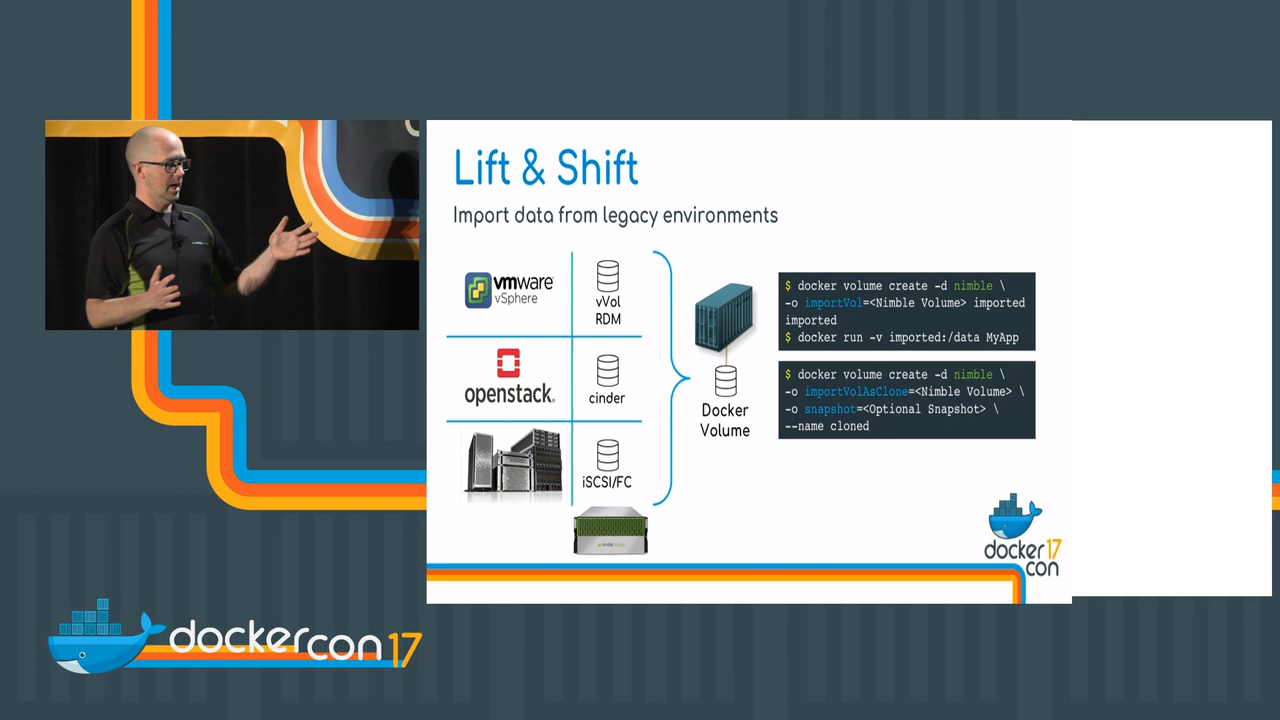 Lift & Shift
Import data from legacy environments
vmware
vSphere
vVol
RDM
openstack.
cinder
iSCSI/FC
Docker
Volume
$ docker volume create -d nimble \
-o importVol=<Nimble Volume> imported
imported
$ docker run -v imported:/data MyApp
$ docker volume create -d nimble \
-o importVolAsClone=<Nimble Volume> \
-o snapshot=<Optional Snapshot> \
--name cloned
docker 17
con
dockercon 17